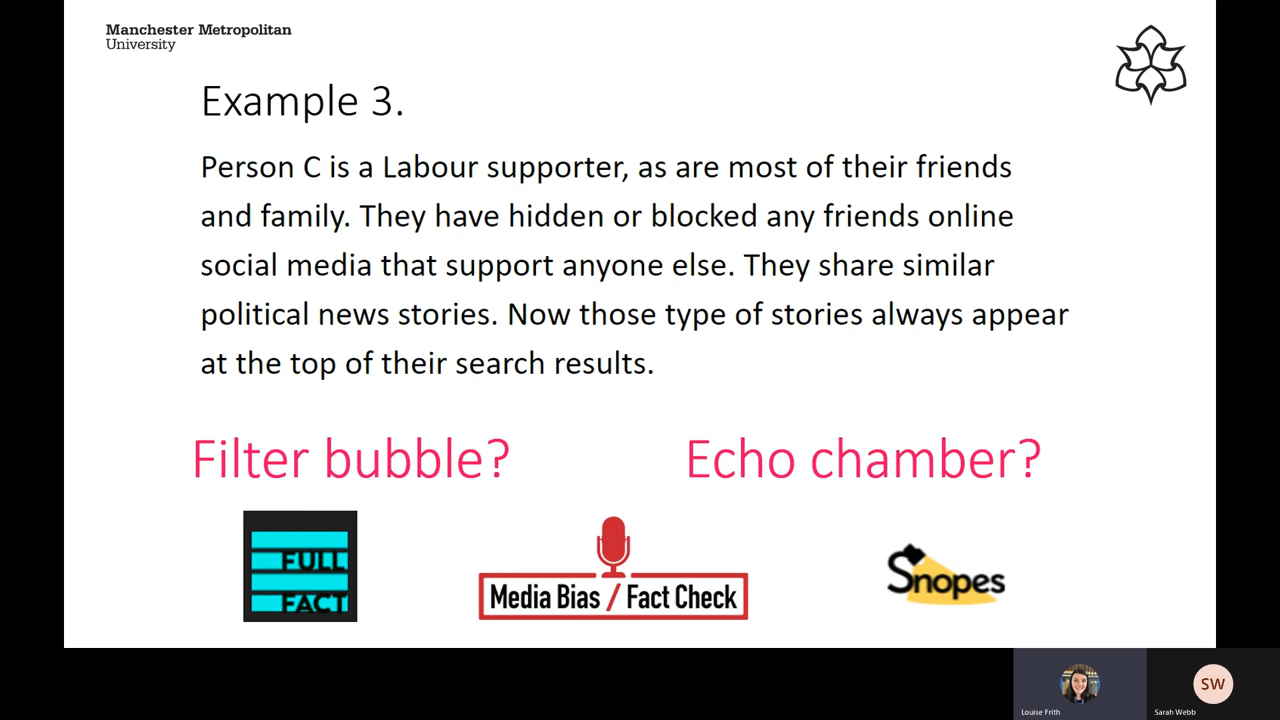 Manchester Metropolitan
University
Example 3.
Person C is a Labour supporter, as are most of their friends
and family. They have hidden or blocked any friends online
social media that support anyone else. They share similar
political news stories. Now those type of stories always appear
at the top of their search results.
Filter bubble?
Echo chamber?
FULL
FACT
Media Bias / Fact Check
Snopes
SW
Louise Frith
Sarah Webb